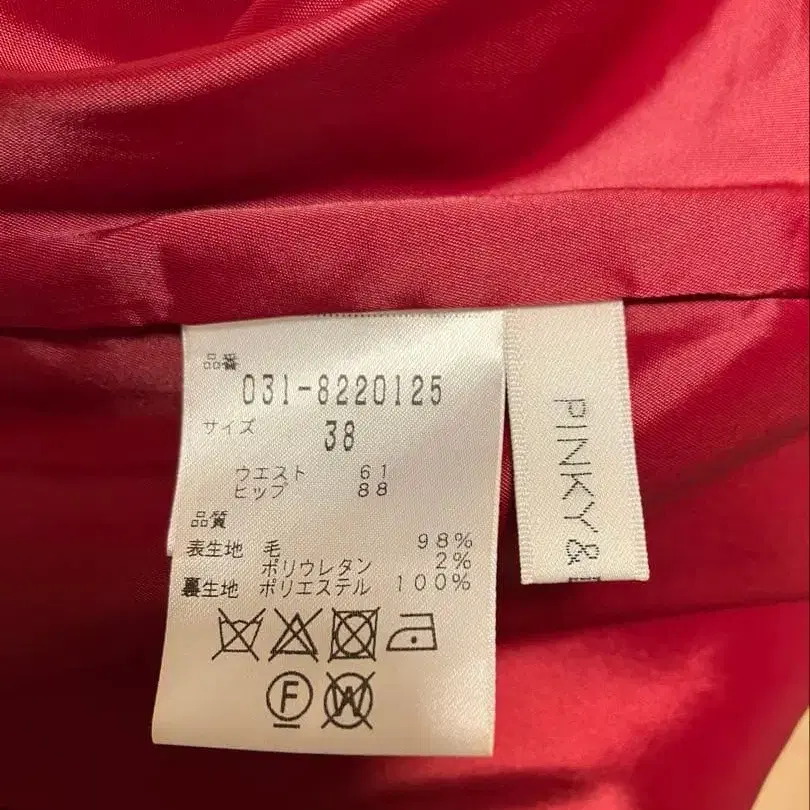 品番
031-8220125
サイズ 38
ウエスト 61
ヒップ 88
品質
表生地 毛 98%
ポリウレタン 2%
裏生地 ポリエステル 100%
F W
PINKY&